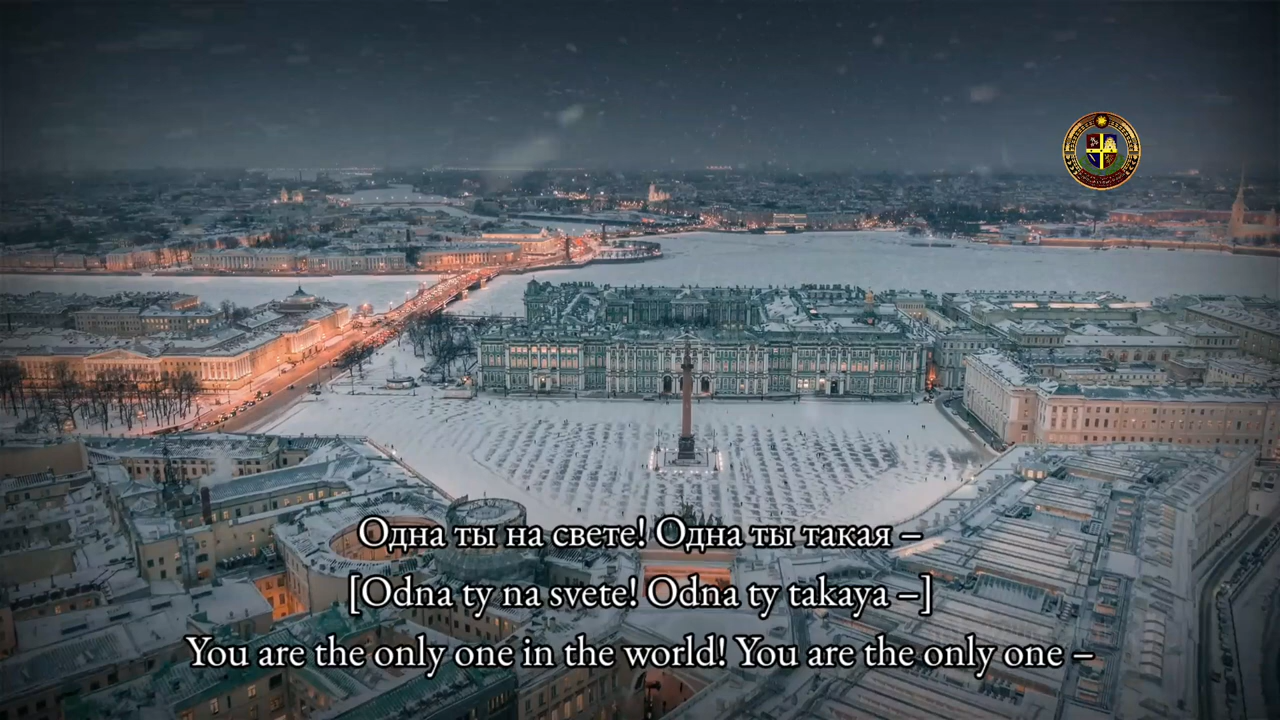 Одна ты на свете! Одна ты такая –
[Odna ty na svete! Odna ty takaya –]
You are the only one in the world! You are the only one –